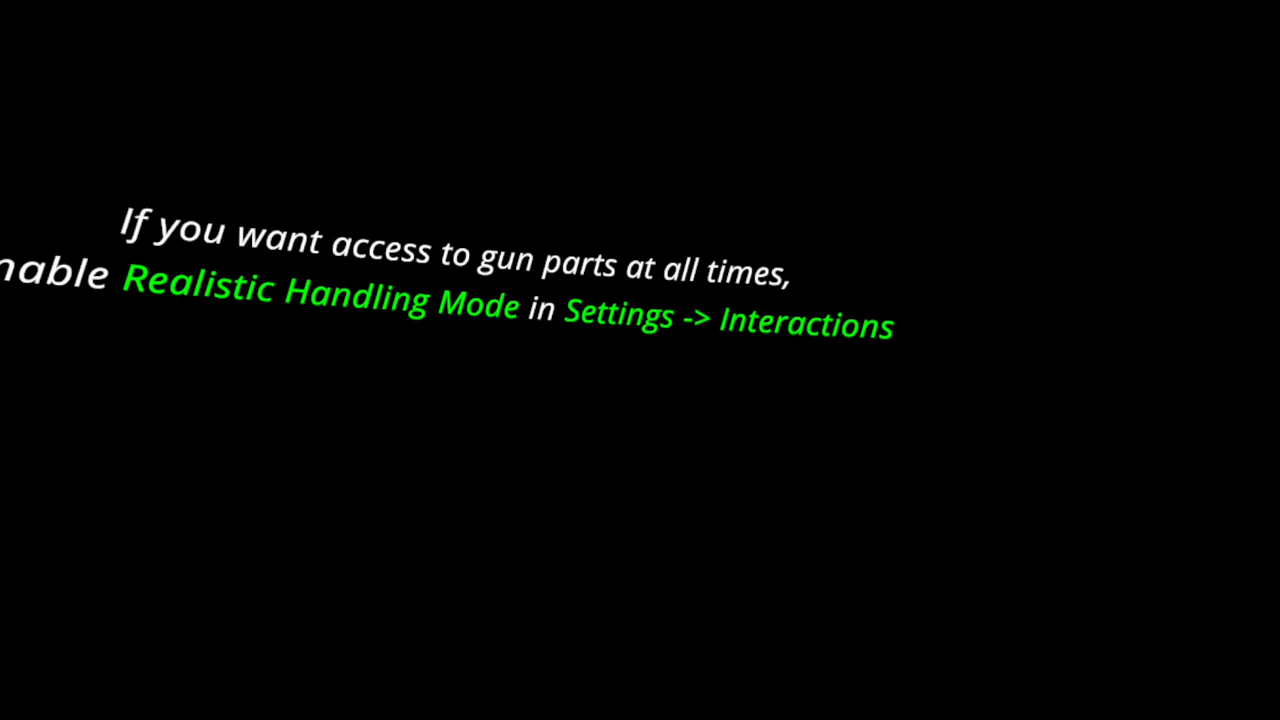 If you want access to gun parts at all times,
nable Realistic Handling Mode in Settings -> Interactions